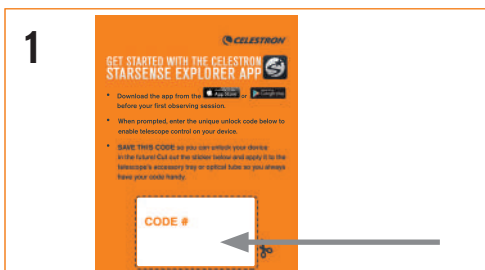 1
CELESTRON
GET STARTED WITH THE CELESTRON
STARSENSE EXPLORER APP
• Download the app from the App Store or Google Play
before your first observing session.
• When prompted, enter the unique unlock code below to
enable telescope control on your device.
• SAVE THIS CODE so you can unlock your device
in the future! Cut out the sticker below and apply it to the
telescope's accessory tray or optical tube so you always
have your code handy.
CODE #